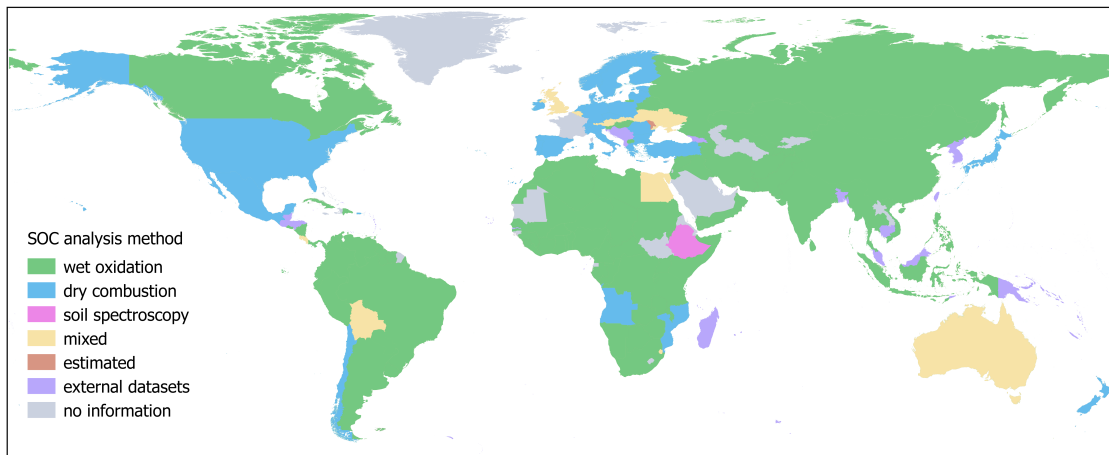 SOC analysis method
wet oxidation
dry combustion
soil spectroscopy
mixed
estimated
external datasets
no information